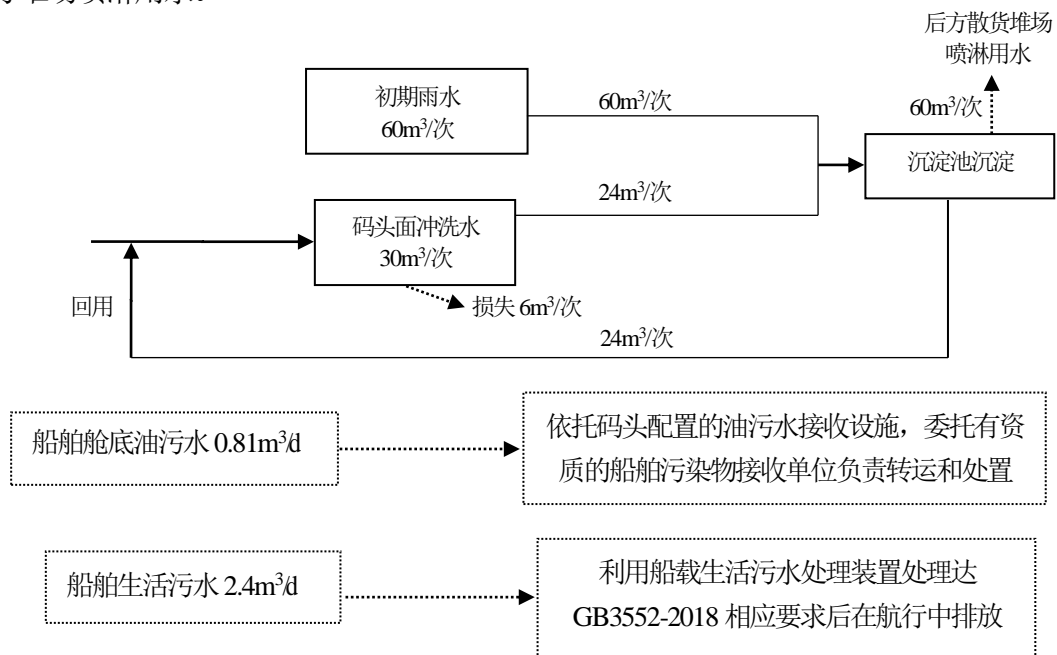 后方散货堆场
喷淋用水
初期雨水
60m³/次
60m³/次
60m³/次
沉淀池沉淀
24m³/次
码头面冲洗水
30m³/次
回用
损失 6m³/次
24m³/次
船舶舱底油污水 0.81m³/d
依托码头配置的油污水接收设施，委托有资
质的船舶污染物接收单位负责转运和处置
船舶生活污水 2.4m³/d
利用船载生活污水处理装置处理达
GB3552-2018 相应要求后在航行中排放